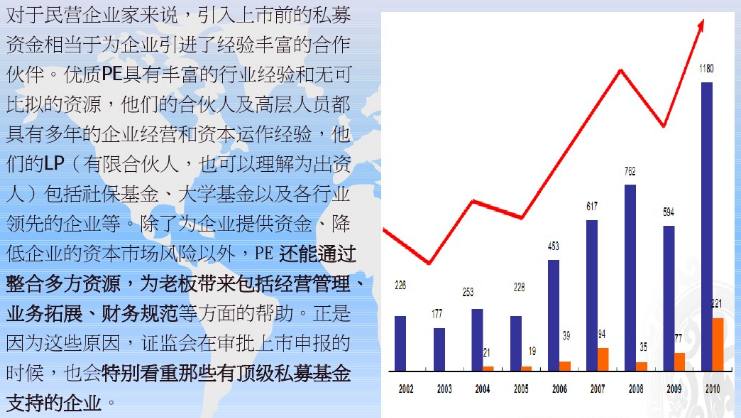 对于民营企业家来说，引入上市前的私募
资金相当于为企业引进了经验丰富的合作
伙伴。优质PE具有丰富的行业经验和无可
比拟的资源，他们的合伙人及高层人员都
具有多年的企业经营和资本运作经验，他
们的LP（有限合伙人，也可以理解为出资
人）包括社保基金、大学基金以及各行业
领先的企业等。除了为企业提供资金、降
低企业的资本市场风险以外，PE 还能通过
整合多方资源，为老板带来包括经营管理、
业务拓展、财务规范等方面的帮助。正是
因为这些原因，证监会在审批上市申报的
时候，也会特别看重那些有顶级私募基金
支持的企业。
1180
762
617
594
453
226
177
253
228
221
21
19
39
94
35
77
2002 2003 2004 2005 2006 2007 2008 2009 2010